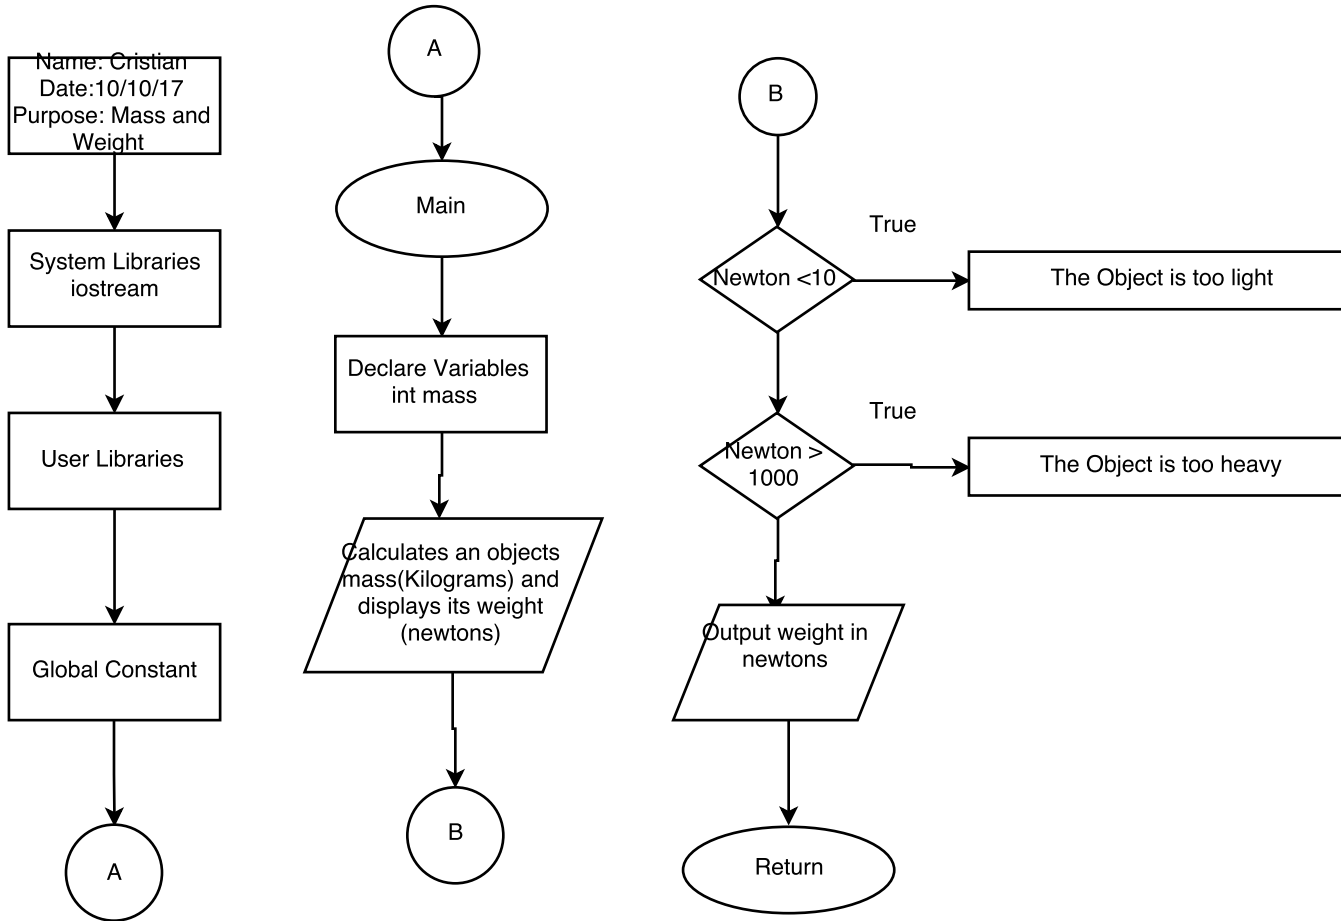 Name: Cristian
Date:10/10/17
Purpose: Mass and
Weight
System Libraries
iostream
User Libraries
Global Constant
A
A
Main
Declare Variables
int mass
Calculates an objects
mass(Kilograms) and
displays its weight
(newtons)
B
B
Newton <10
True
The Object is too light
Newton >
1000
True
The Object is too heavy
Output weight in
newtons
Return